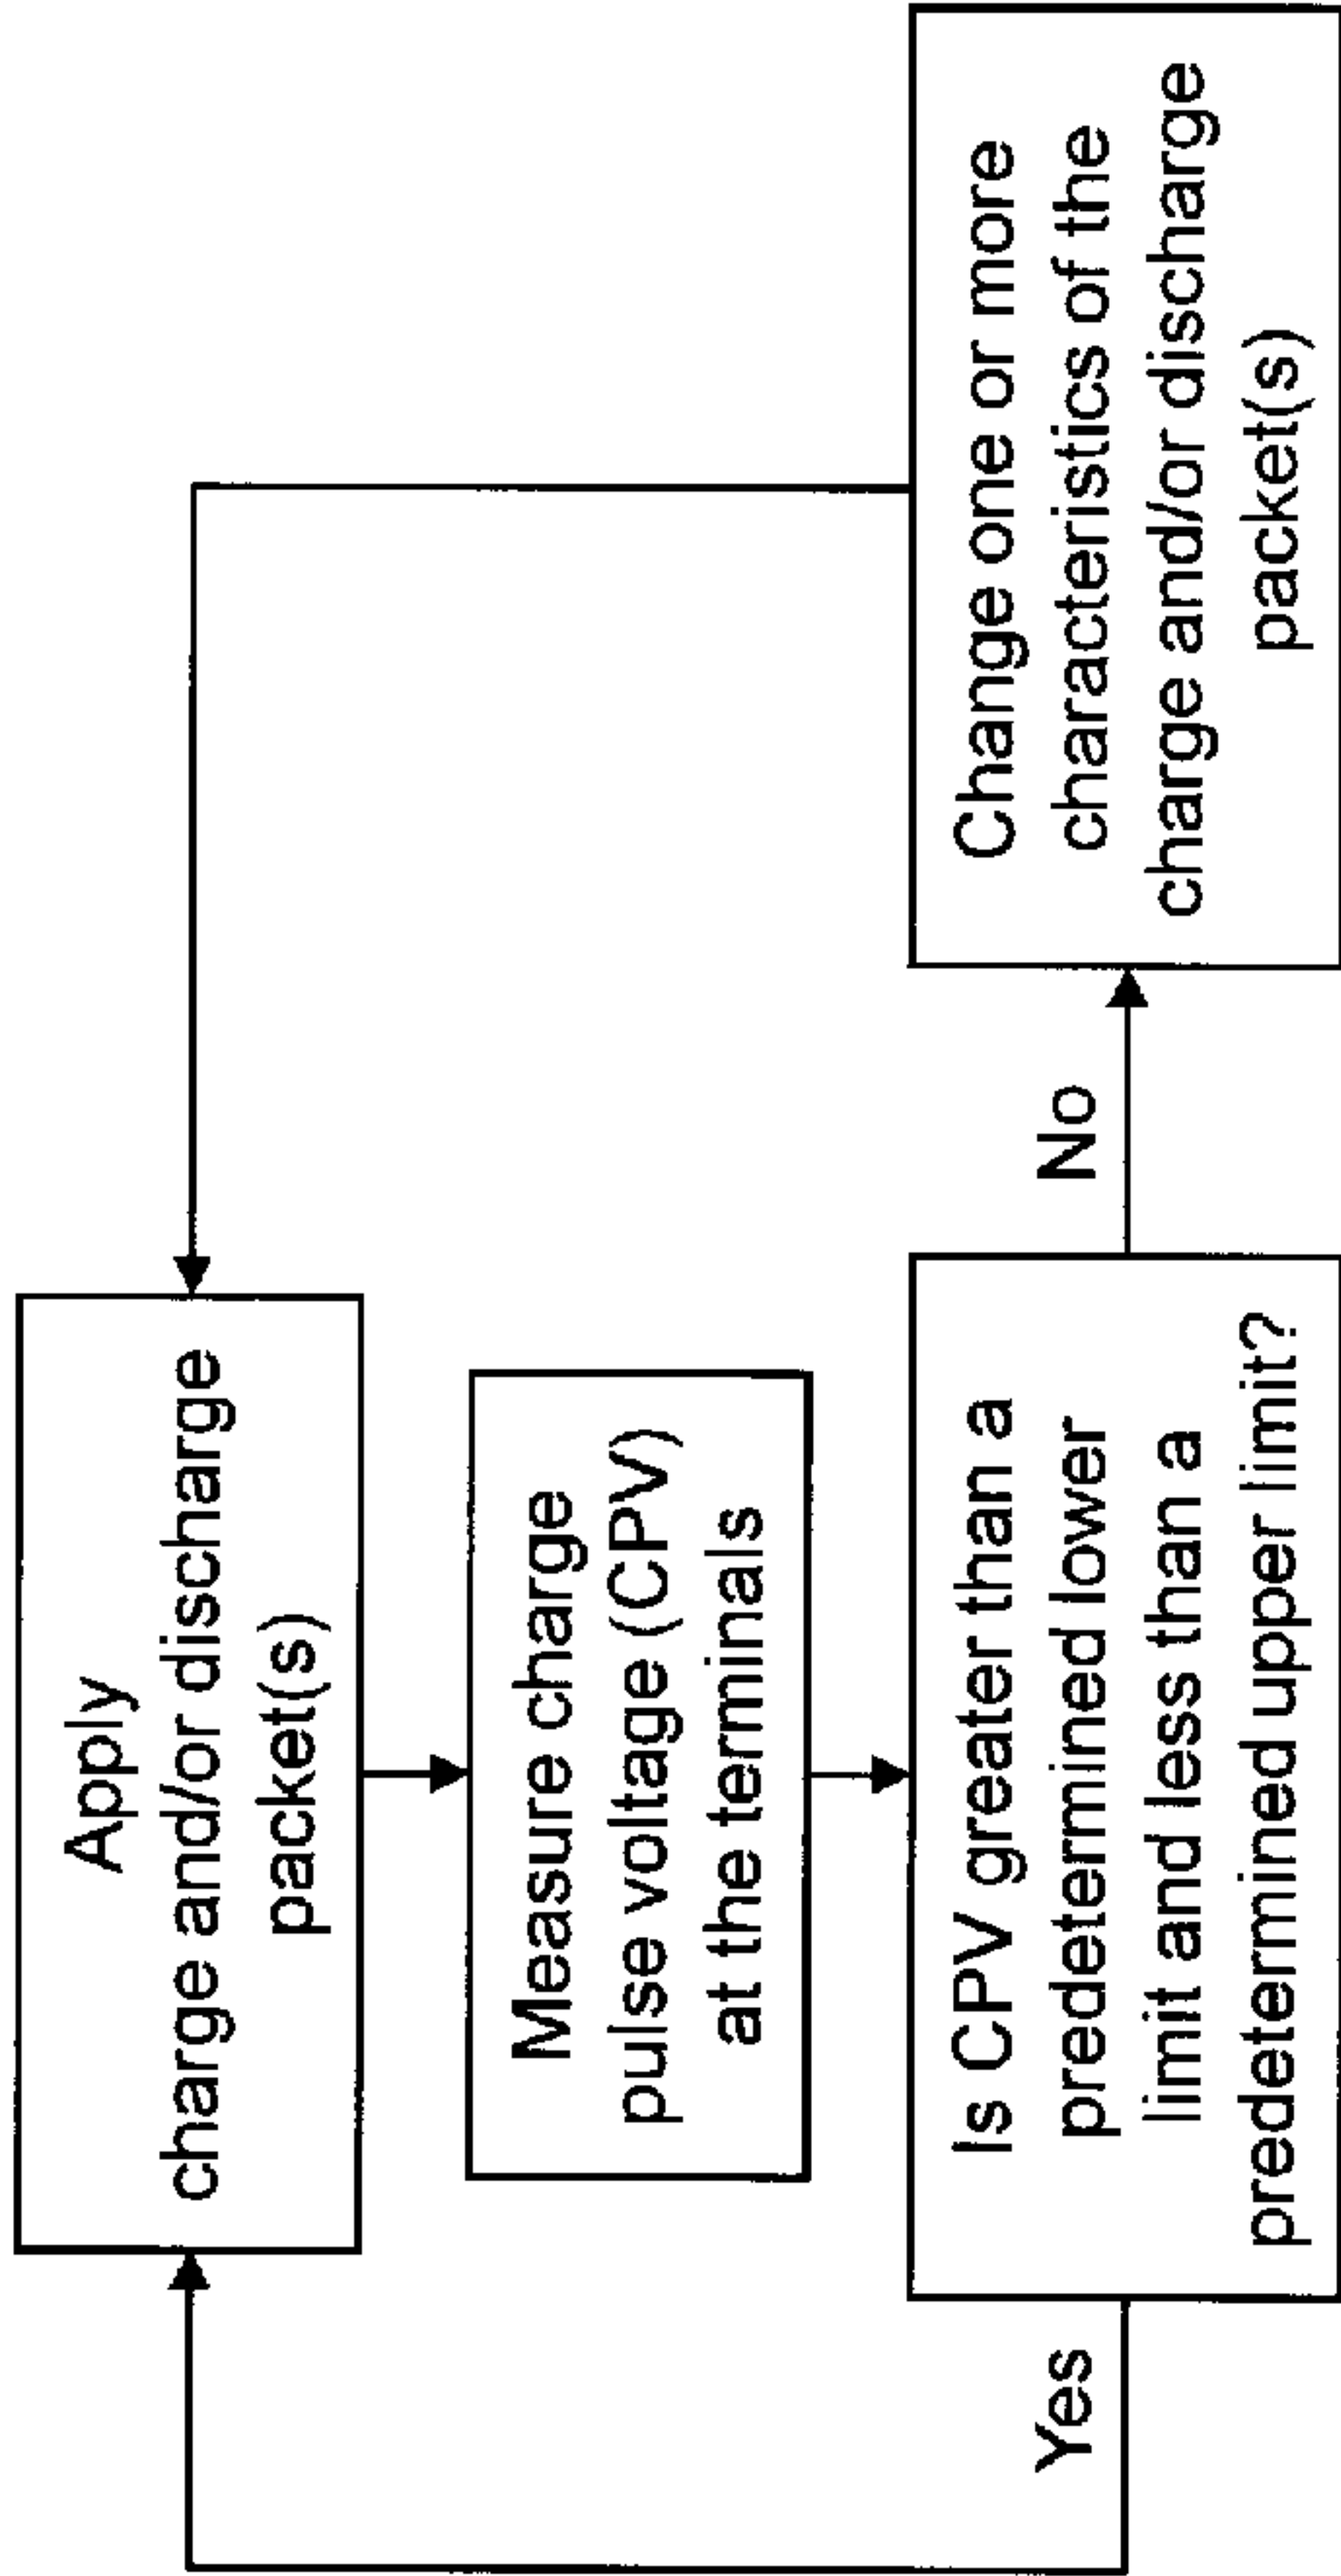 Apply
charge and/or discharge
packet(s)
Measure charge
pulse voltage (CPV)
at the terminals
Is CPV greater than a
predetermined lower
limit and less than a
predetermined upper limit?
Yes
No
Change one or more
characteristics of the
charge and/or discharge
packet(s)